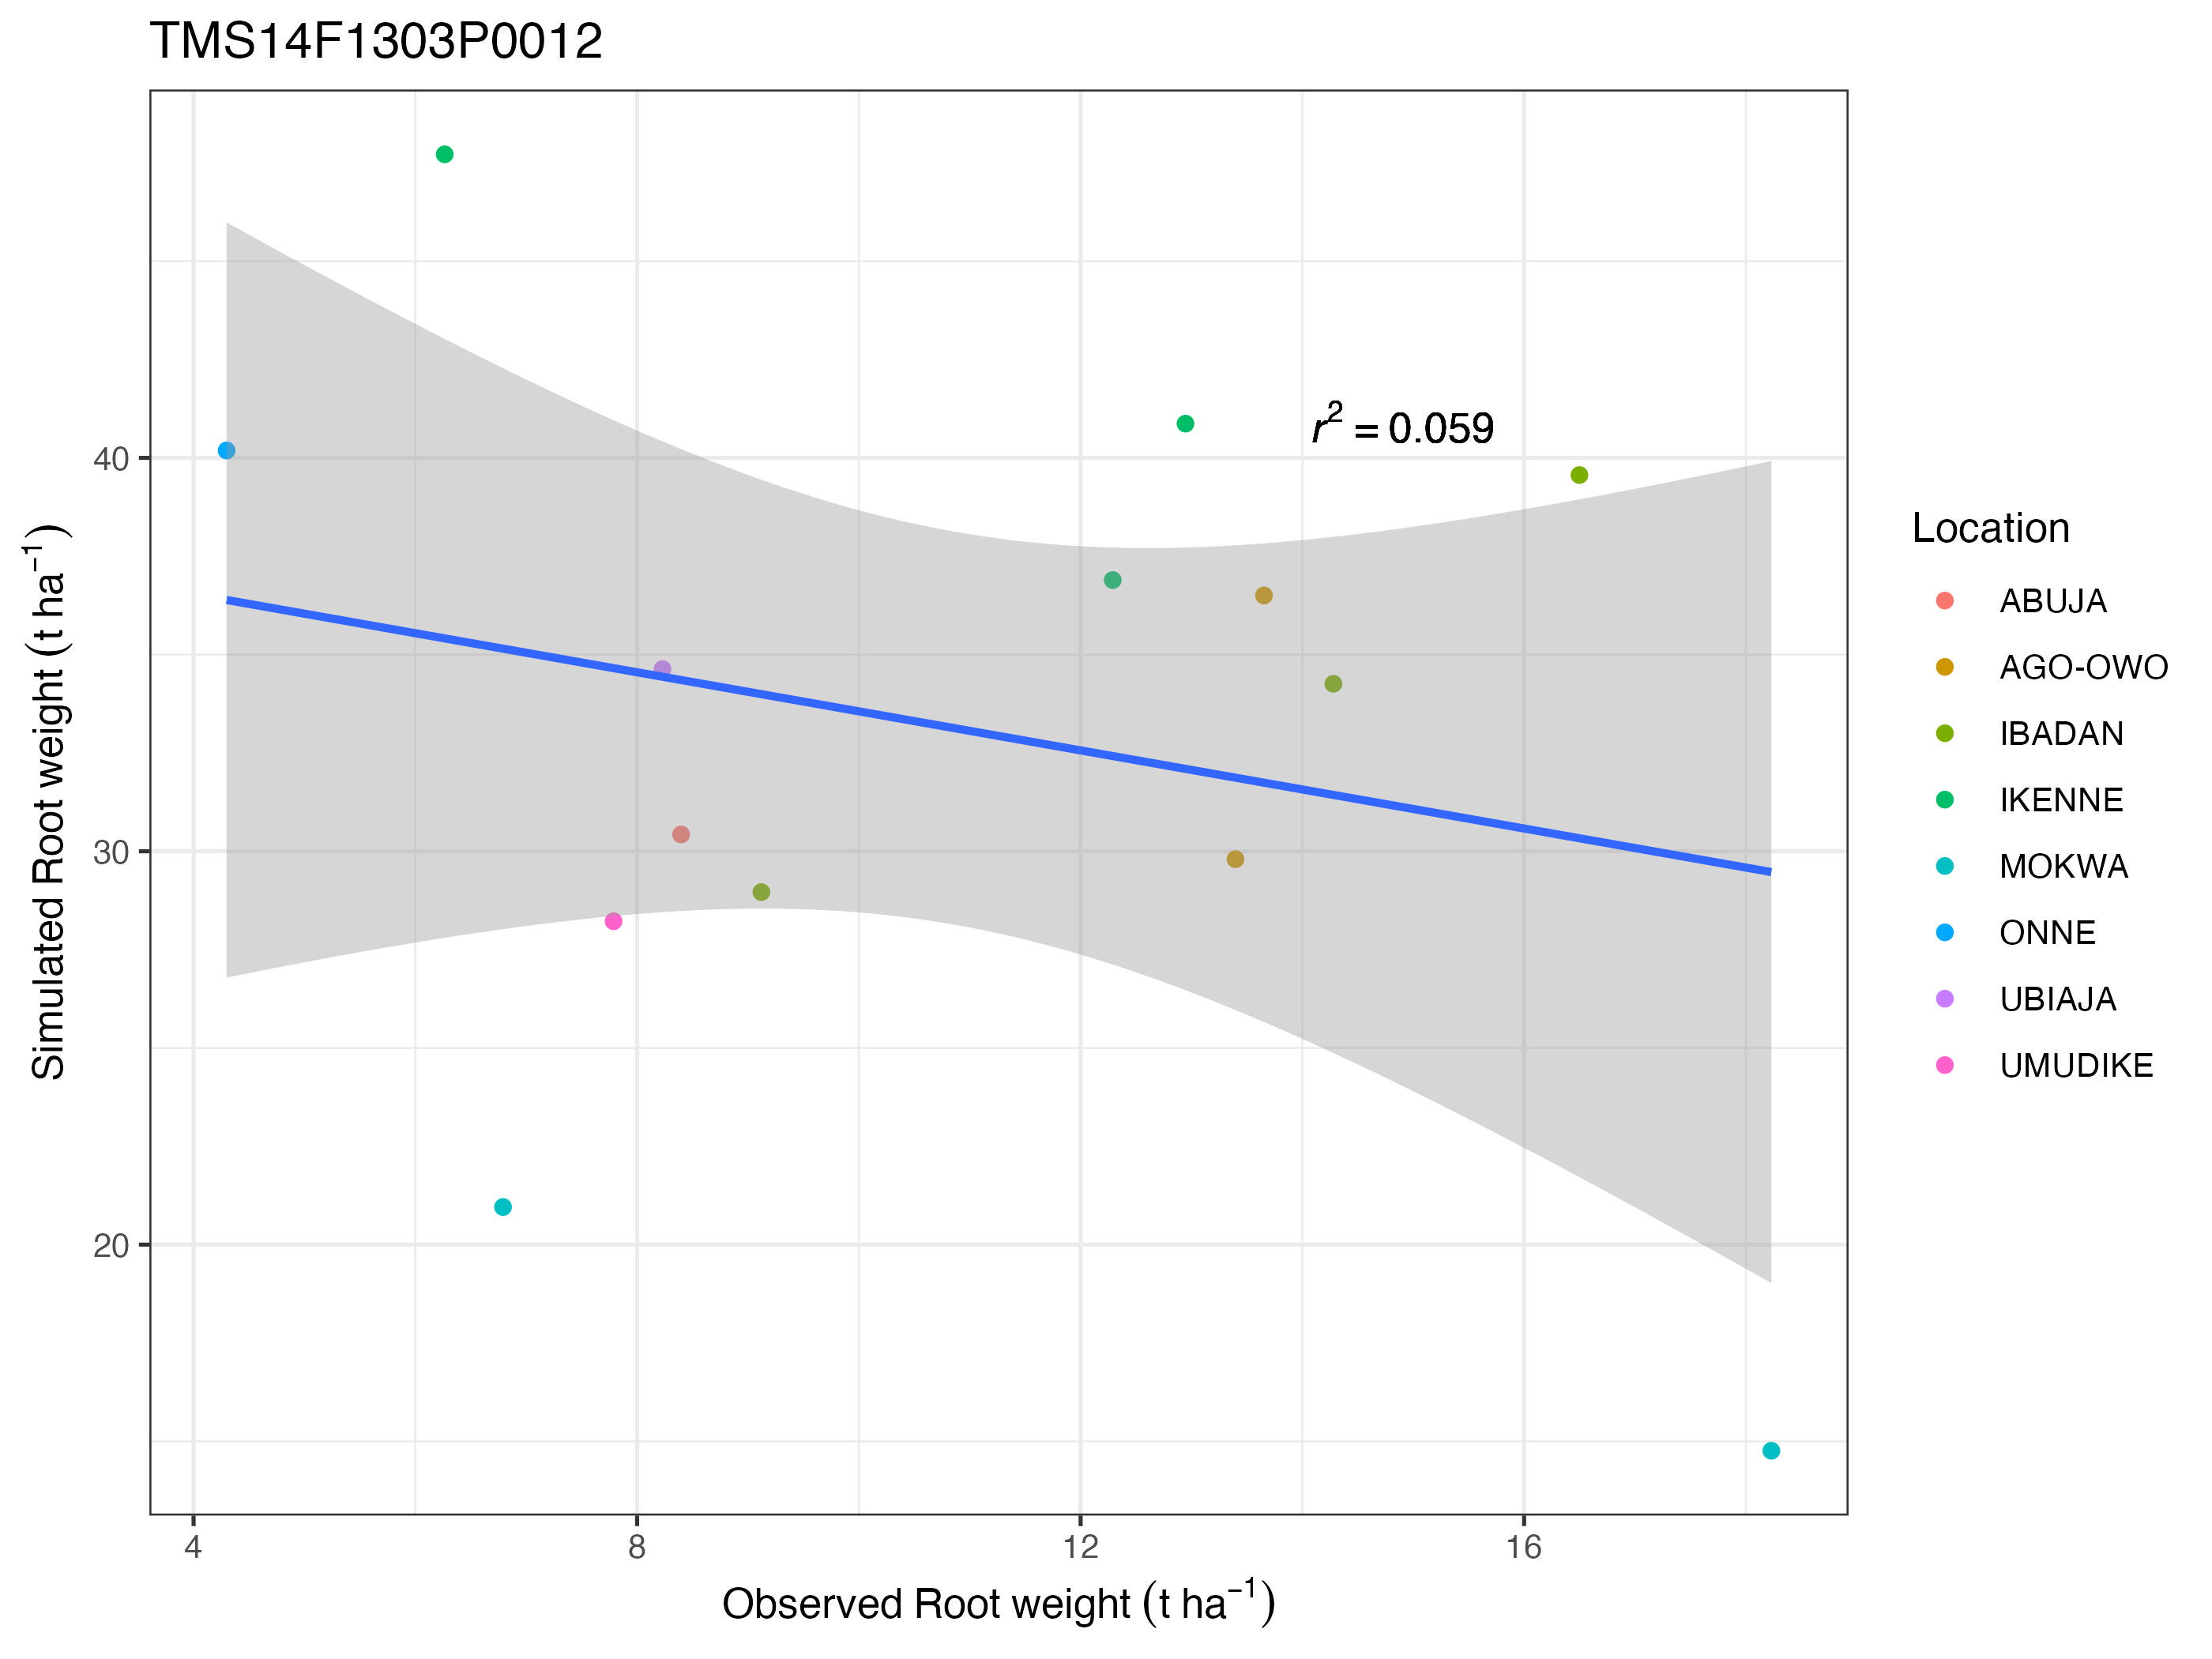 TMS14F1303P0012
r² = 0.059
40
30
20
Simulated Root weight (t ha⁻¹)
4 8 12 16
Observed Root weight (t ha⁻¹)
Location
ABUJA
AGO-OWO
IBADAN
IKENNE
MOKWA
ONNE
UBIAJA
UMUDIKE